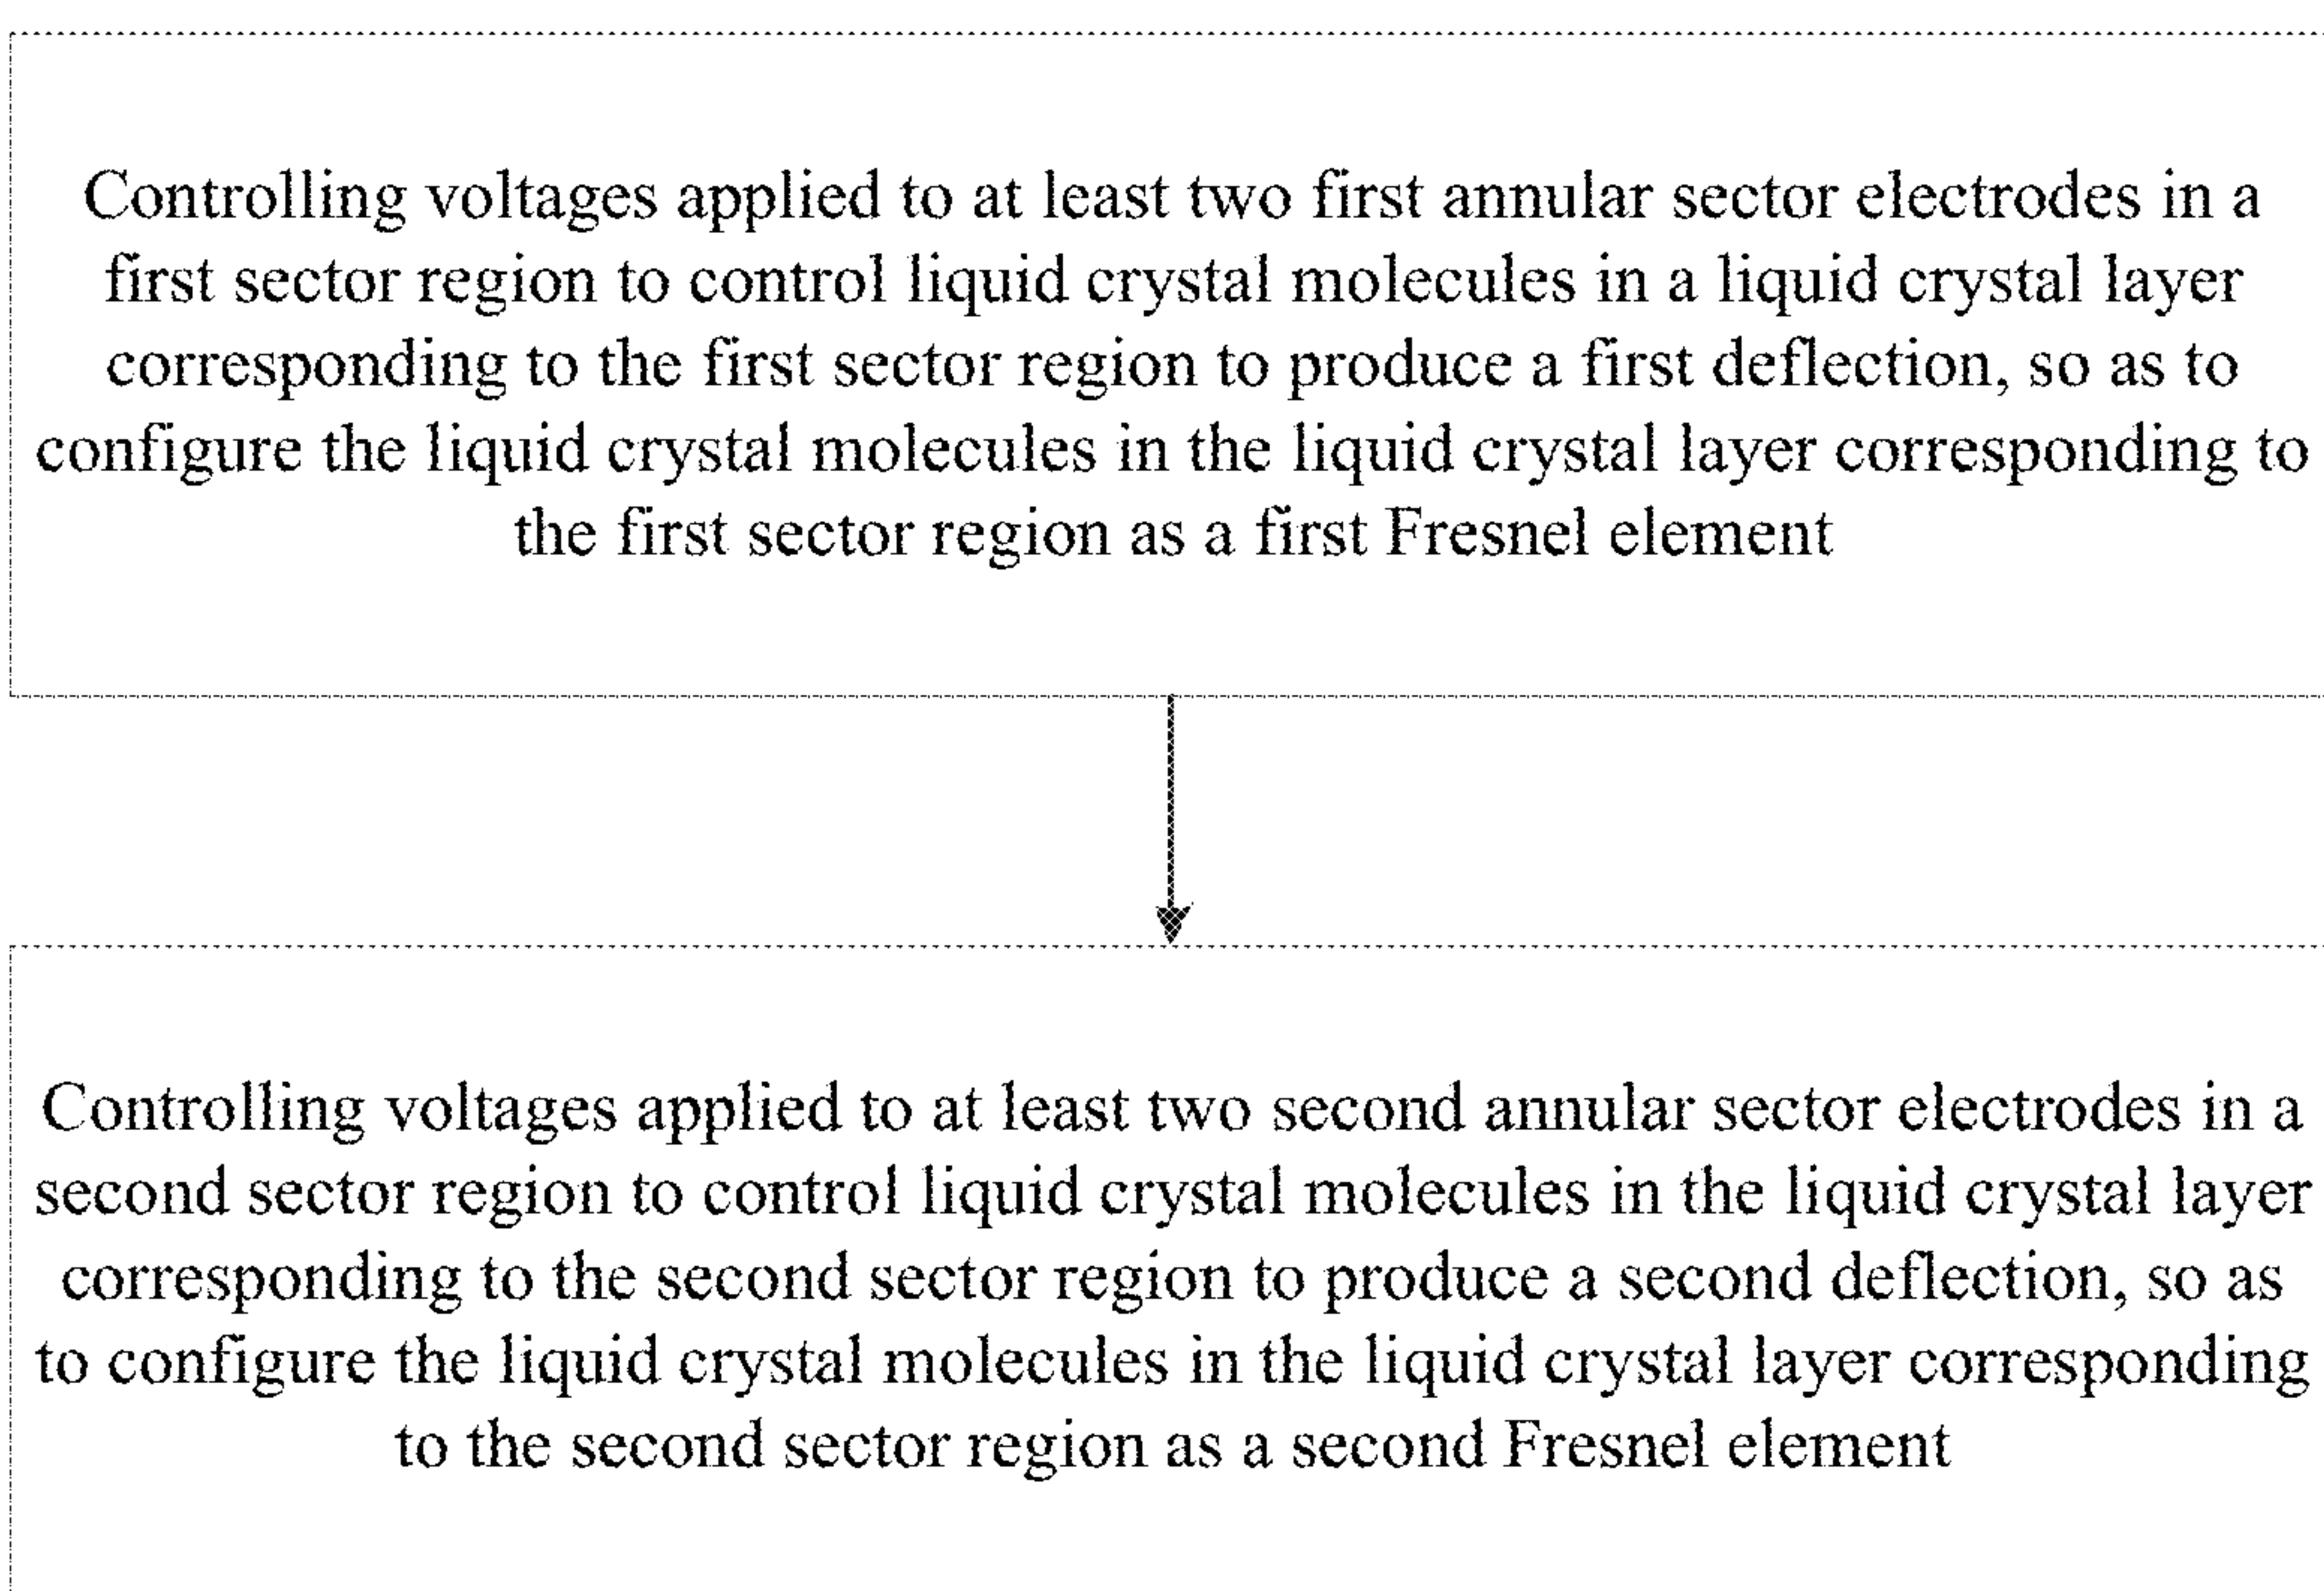 Controlling voltages applied to at least two first annular sector electrodes in a
first sector region to control liquid crystal molecules in a liquid crystal layer
corresponding to the first sector region to produce a first deflection, so as to
configure the liquid crystal molecules in the liquid crystal layer corresponding to
the first sector region as a first Fresnel element
Controlling voltages applied to at least two second annular sector electrodes in a
second sector region to control liquid crystal molecules in the liquid crystal layer
corresponding to the second sector region to produce a second deflection, so as
to configure the liquid crystal molecules in the liquid crystal layer corresponding
to the second sector region as a second Fresnel element